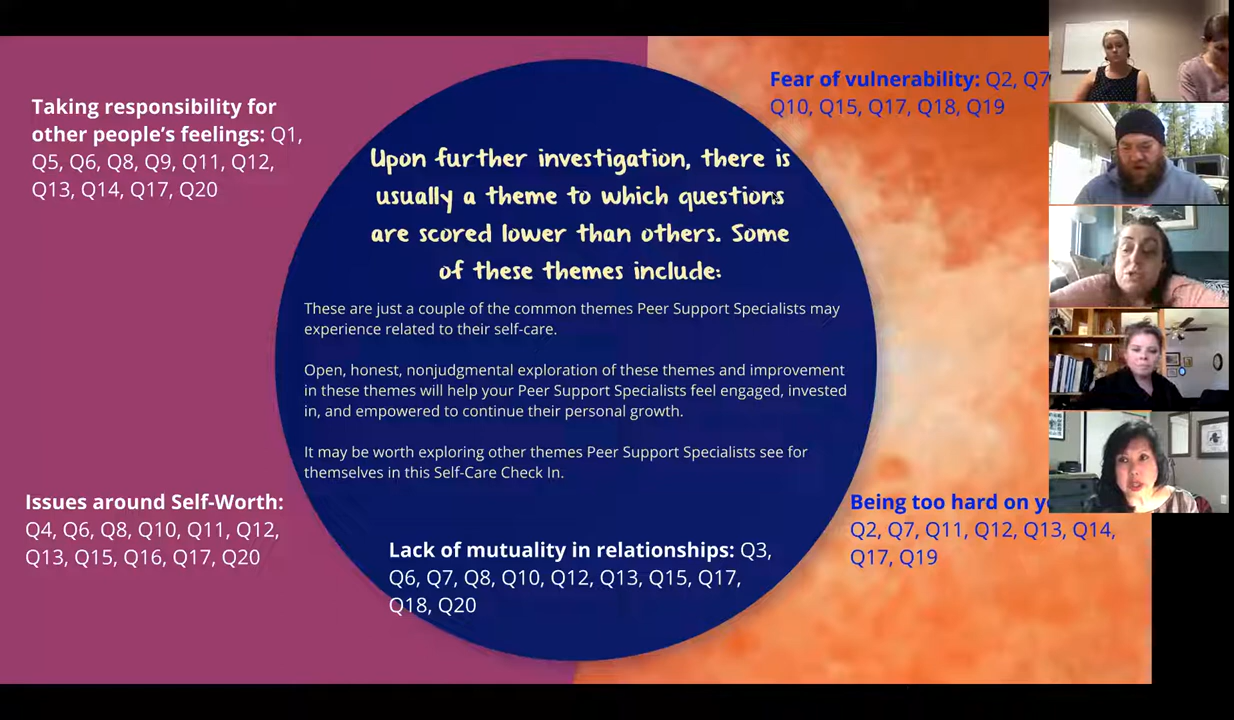 Taking responsibility for
other people's feelings: Q1,
Q5, Q6, Q8, Q9, Q11, Q12,
Q13, Q14, Q17, Q20
Fear of vulnerability: Q2, Q7
Q10, Q15, Q17, Q18, Q19
Upon further investigation, there is
usually a theme to which questions
are scored lower than others. Some
of these themes include:
These are just a couple of the common themes Peer Support Specialists may
experience related to their self-care.
Open, honest, nonjudgmental exploration of these themes and improvement
in these themes will help your Peer Support Specialists feel engaged, invested
in, and empowered to continue their personal growth.
It may be worth exploring other themes Peer Support Specialists see for
themselves in this Self-Care Check In.
Issues around Self-Worth:
Q4, Q6, Q8, Q10, Q11, Q12,
Q13, Q15, Q16, Q17, Q20
Lack of mutuality in relationships: Q3,
Q6, Q7, Q8, Q10, Q12, Q13, Q15, Q17,
Q18, Q20
Being too hard on
Q2, Q7, Q11, Q12, Q13, Q14,
Q17, Q19